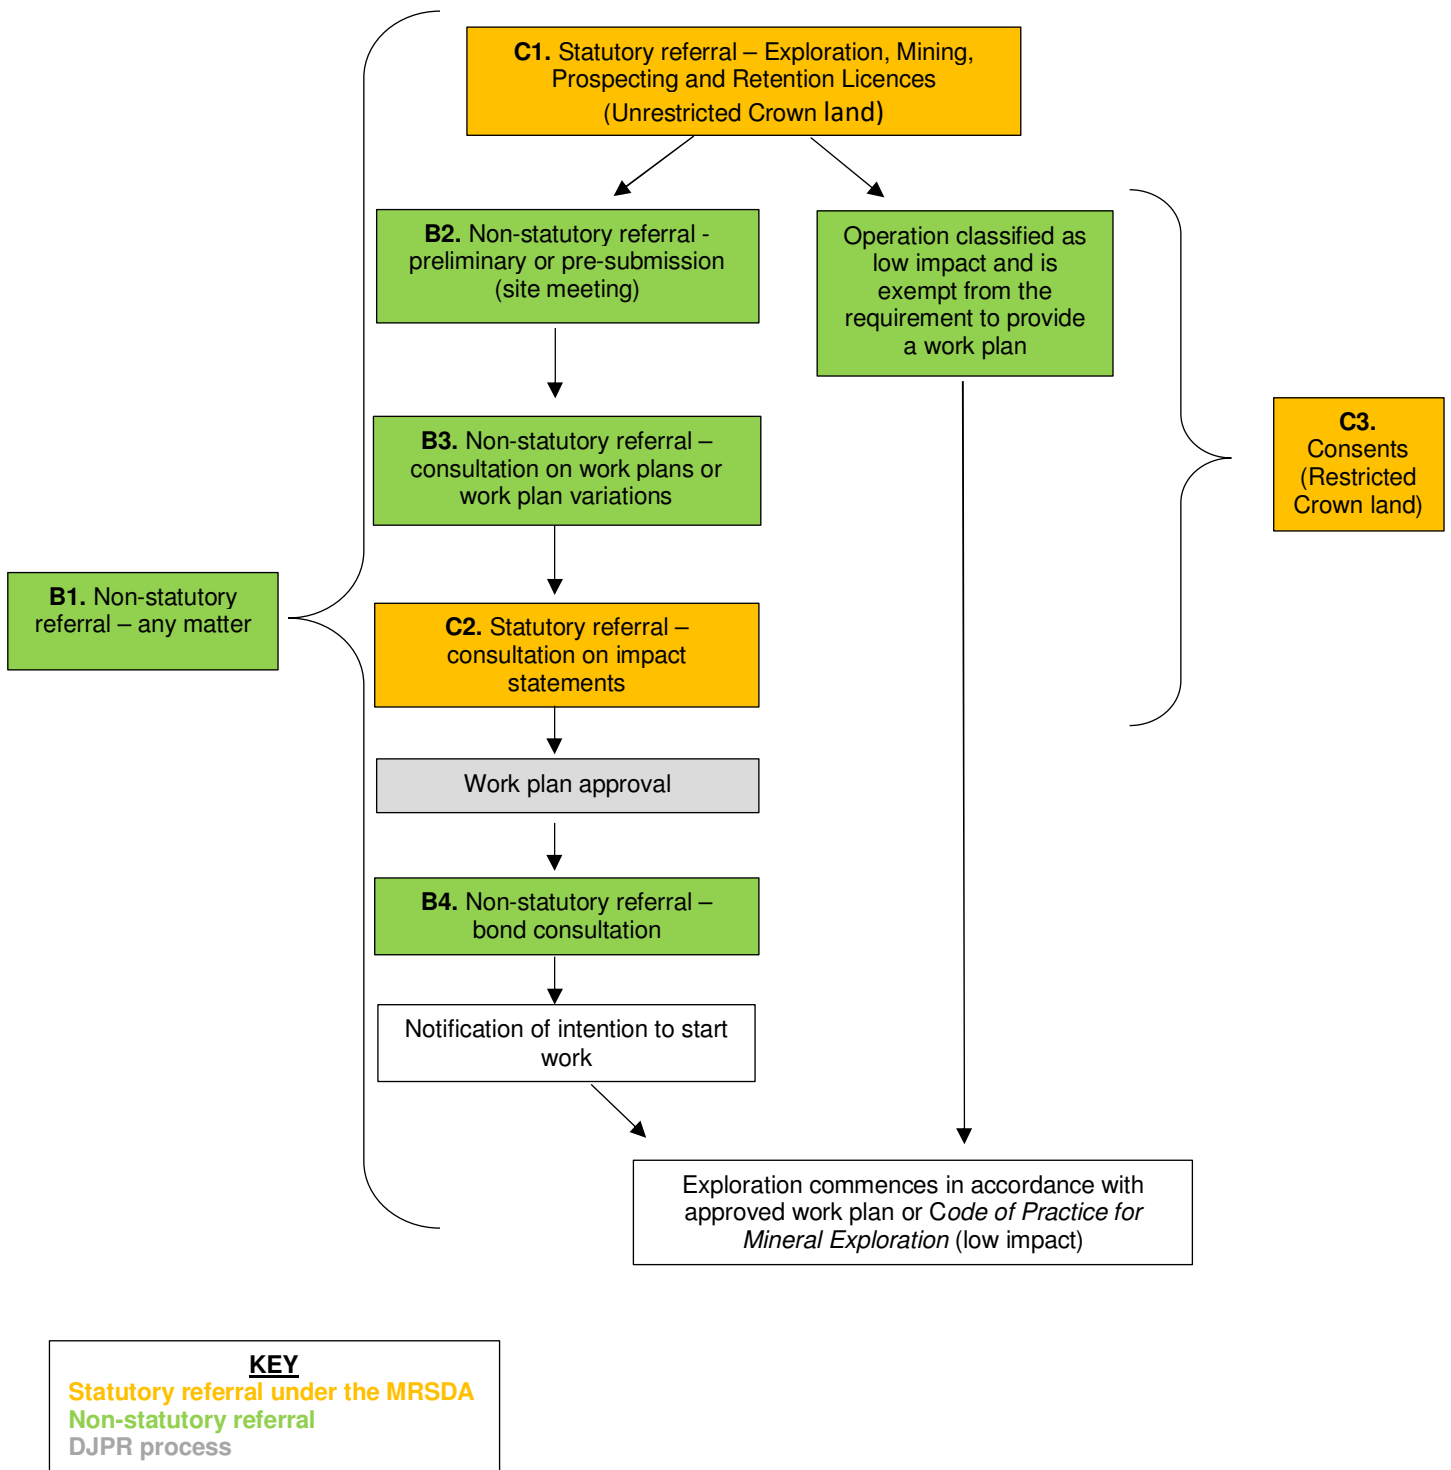 C1. Statutory referral – Exploration, Mining,
Prospecting and Retention Licences
(Unrestricted Crown land)
B2. Non-statutory referral -
preliminary or pre-submission
(site meeting)
Operation classified as
low impact and is
exempt from the
requirement to provide
a work plan
B3. Non-statutory referral –
consultation on work plans or
work plan variations
C3.
Consents
(Restricted
Crown land)
B1. Non-statutory
referral – any matter
C2. Statutory referral –
consultation on impact
statements
Work plan approval
B4. Non-statutory referral –
bond consultation
Notification of intention to start
work
Exploration commences in accordance with
approved work plan or Code of Practice for
Mineral Exploration (low impact)
KEY
Statutory referral under the MRSDA
Non-statutory referral
DJPR process